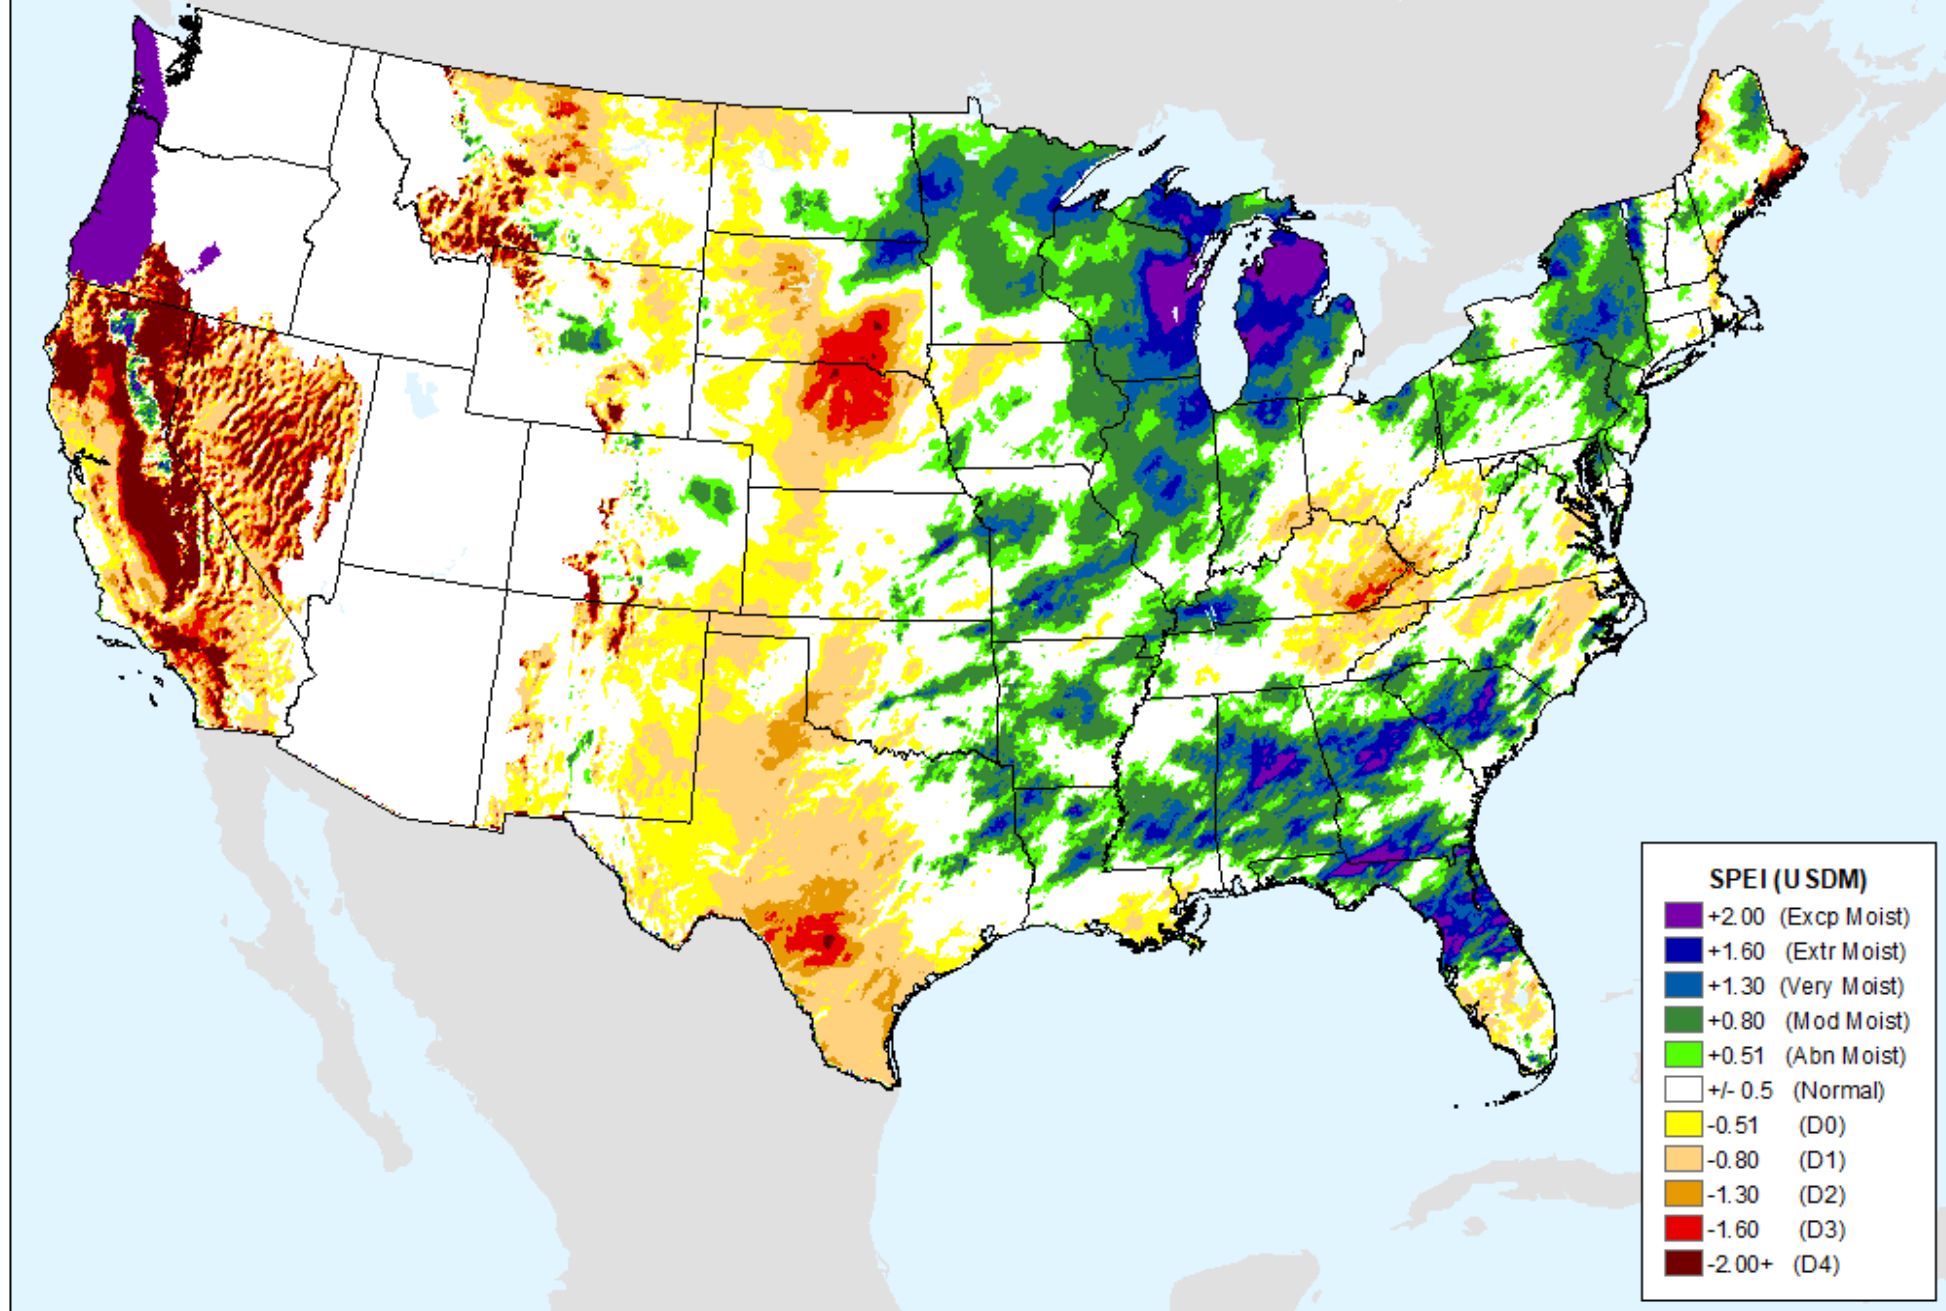 SPEI (USDM)
+2.00 (Excp Moist)
+1.60 (Extr Moist)
+1.30 (Very Moist)
+0.80 (Mod Moist)
+0.51 (Abn Moist)
+/- 0.5 (Normal)
-0.51 (D0)
-0.80 (D1)
-1.30 (D2)
-1.60 (D3)
-2.00+ (D4)